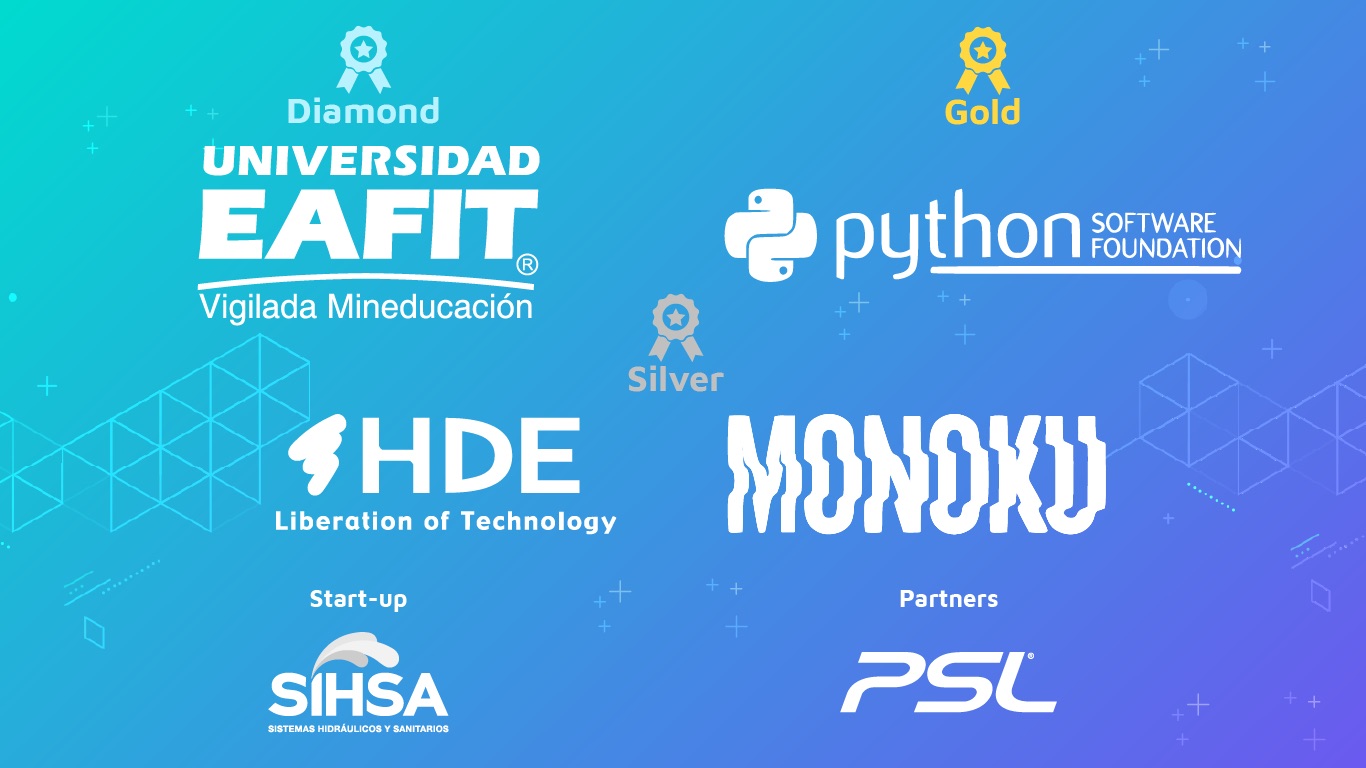 Diamond
UNIVERSIDAD
EAFIT®
Vigilada Mineducación
Gold
python SOFTWARE
FOUNDATION
Silver
HDE
Liberation of Technology
MONOKU
Start-up
SIHSA
SISTEMAS HIDRÁULICOS Y SANITARIOS
Partners
PSL®